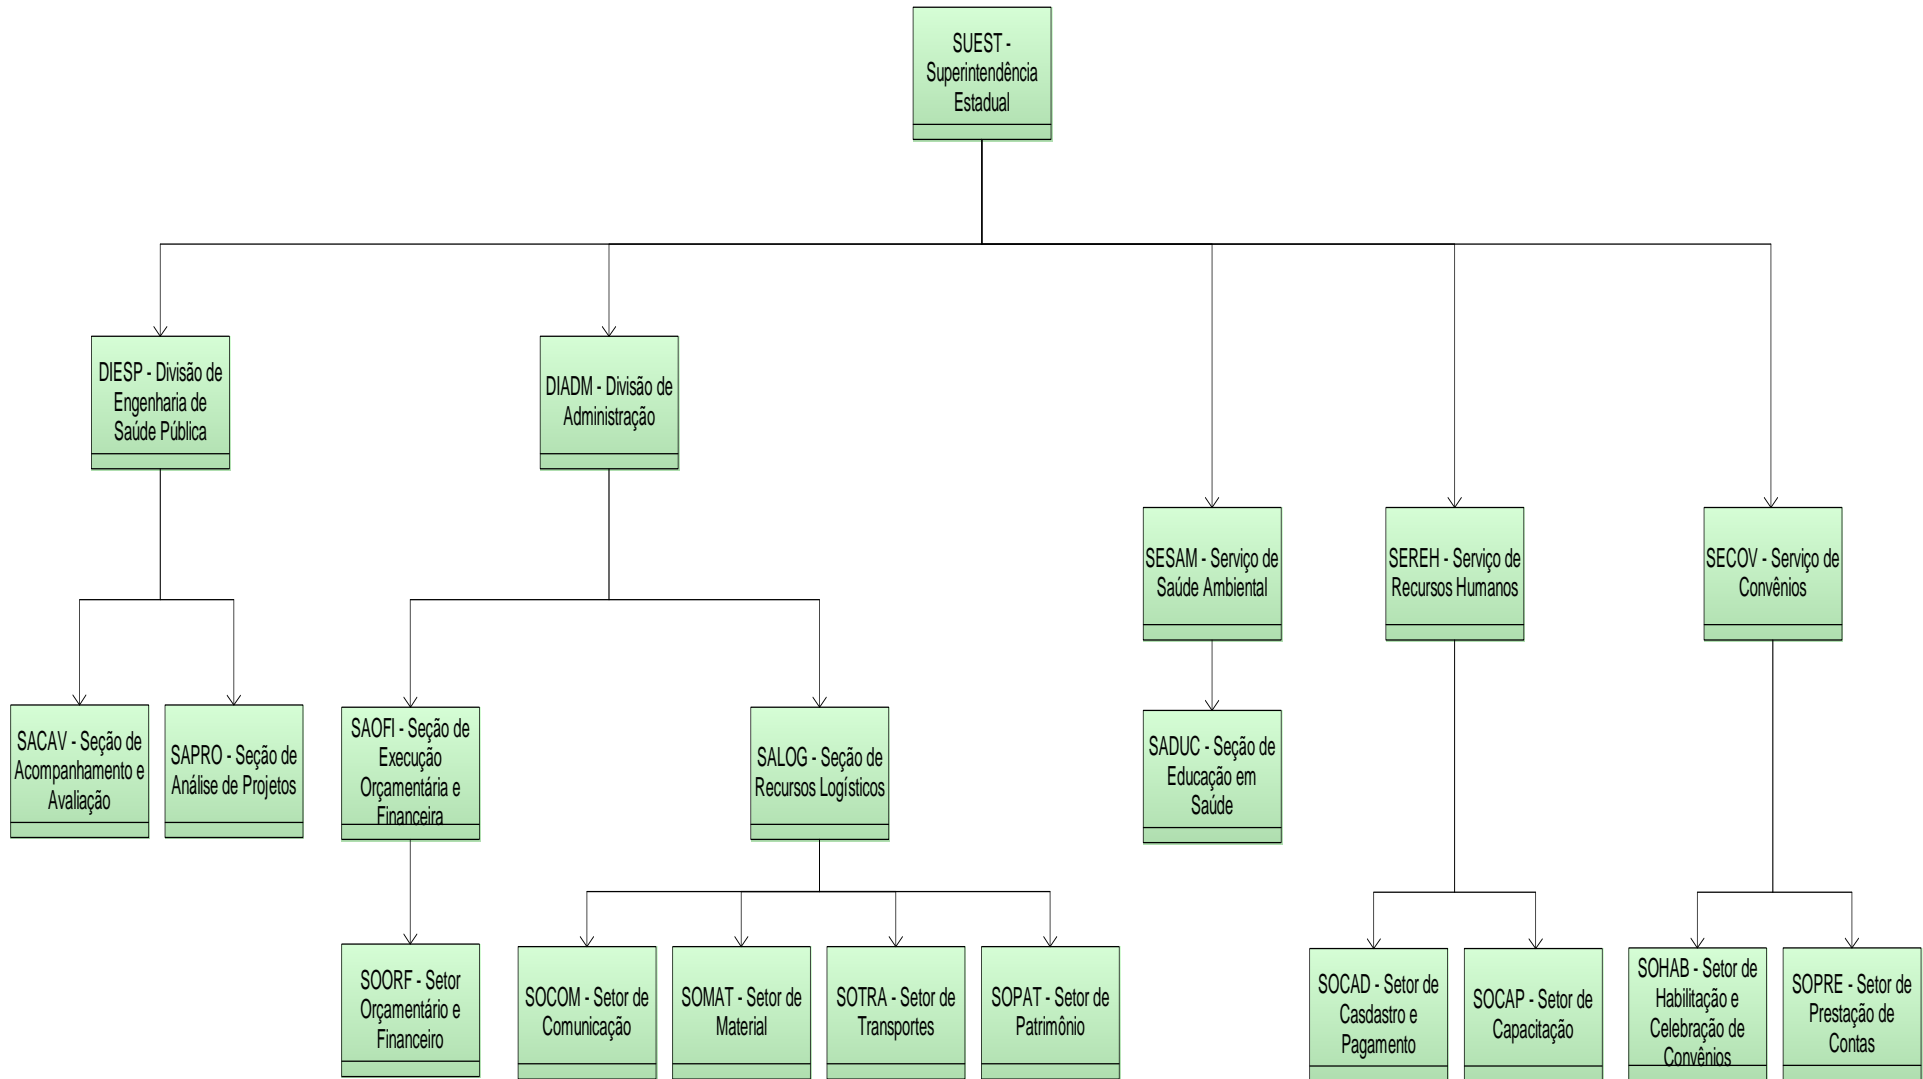 SUEST -
Superintendência
Estadual
DIESP - Divisão de
Engenharia de
Saúde Pública
DIADM - Divisão de
Administração
SESAM - Serviço de
Saúde Ambiental
SEREH - Serviço de
Recursos Humanos
SECOV - Serviço de
Convênios
SACAV - Seção de
Acompanhamento e
Avaliação
SAPRO - Seção de
Análise de Projetos
SAOFI - Seção de
Execução
Orçamentária e
Financeira
SALOG - Seção de
Recursos Logísticos
SADUC - Seção de
Educação em
Saúde
SOORF - Setor
Orçamentário e
Financeiro
SOCOM - Setor de
Comunicação
SOMAT - Setor de
Material
SOTRA - Setor de
Transportes
SOPAT - Setor de
Patrimônio
SOCAD - Setor de
Casdastro e
Pagamento
SOCAP - Setor de
Capacitação
SOHAB - Setor de
Habilitação e
Celebração de
Convênios
SOPRE - Setor de
Prestação de
Contas